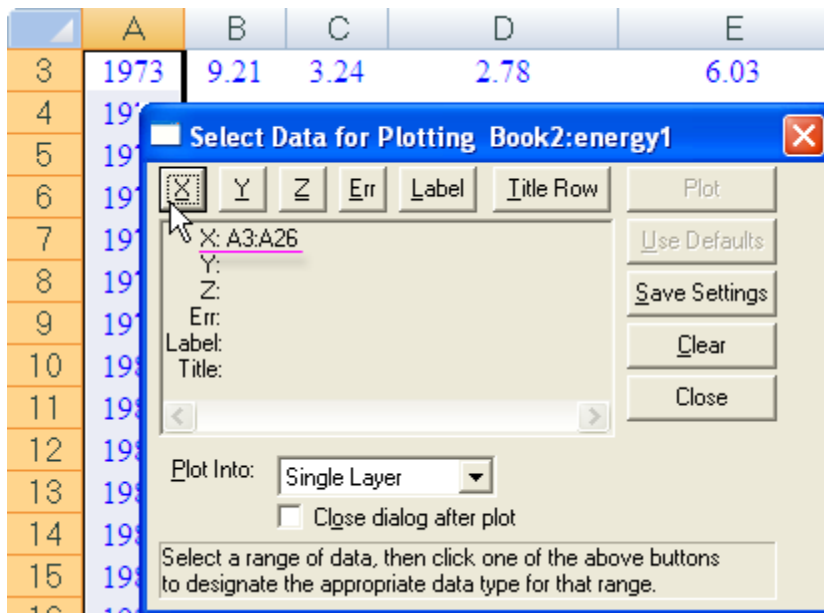 A B C D E
3 1973 9.21 3.24 2.78 6.03
4
Select Data for Plotting Book2:energy1
5
6 X Y Z Err Label Title Row Plot
7 X: A3:A26 Use Defaults
Y:
8 Z: Save Settings
9 Err:
Label: Clear
10 Title:
11 Close
12
Plot Into: Single Layer
13
14 Close dialog after plot
Select a range of data, then click one of the above buttons
15 to designate the appropriate data type for that range.